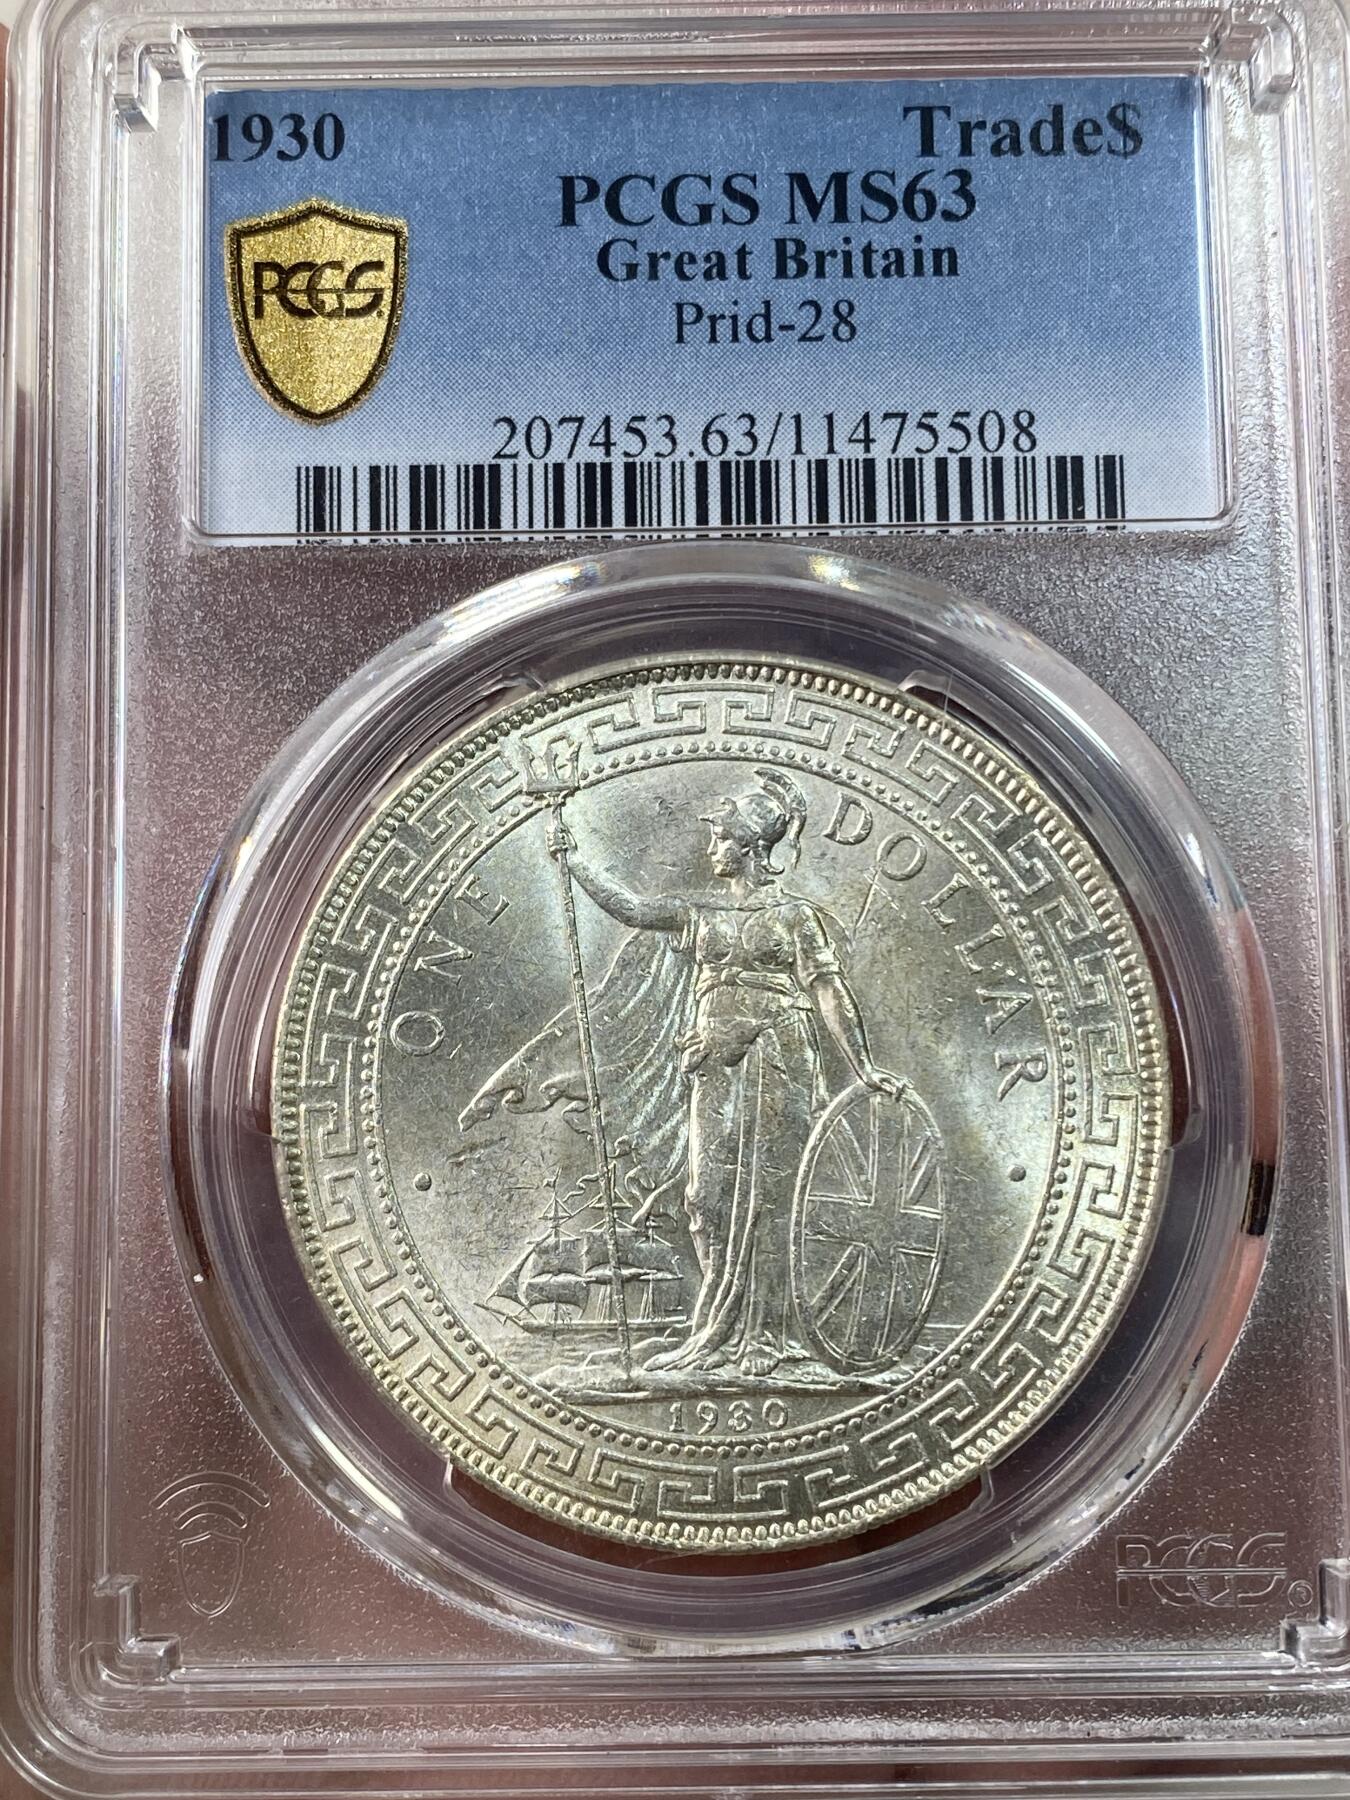 1930 Trade$
PCGS MS63
Great Britain
PCGS
Prid-28
207453.63/11475508
ONE DOLLAR
1930
PCGS